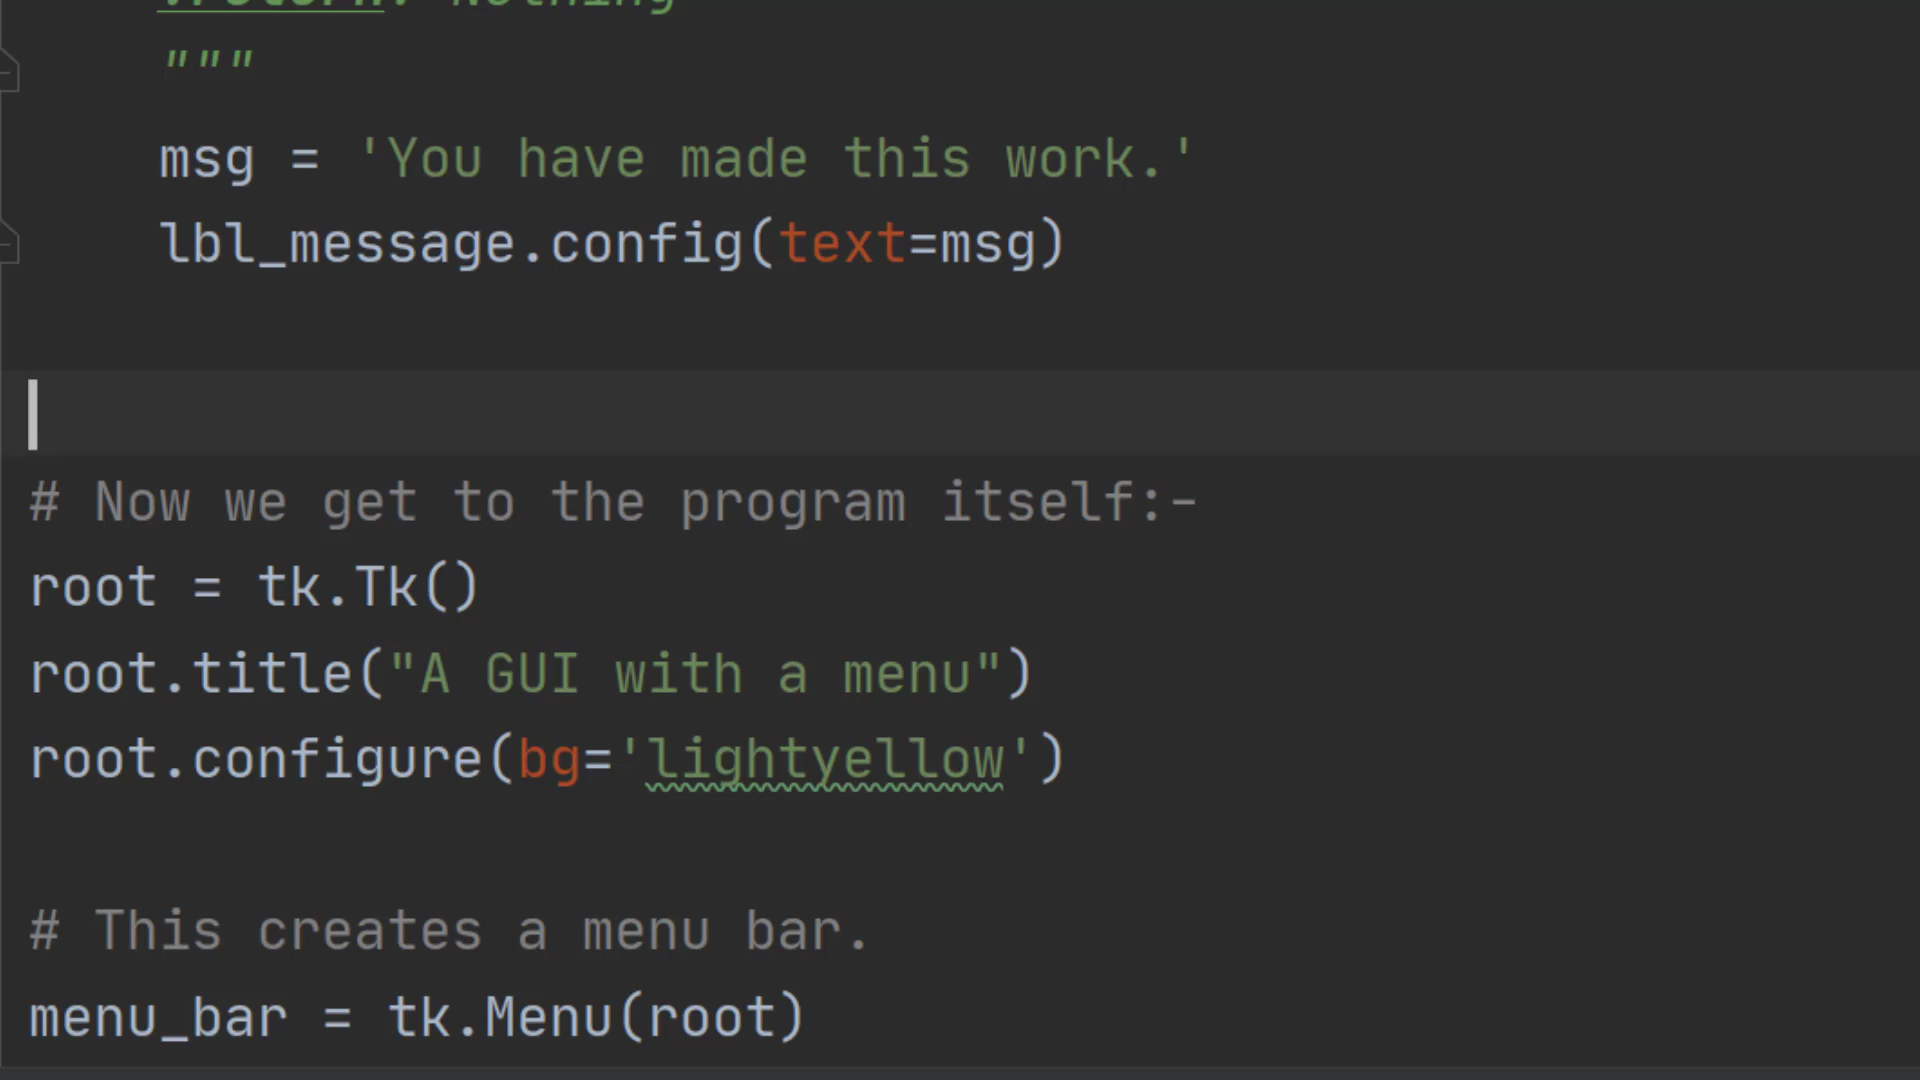 :return: Nothing
"""
msg = 'You have made this work.'
lbl_message.config(text=msg)
# Now we get to the program itself:-
root = tk.Tk()
root.title("A GUI with a menu")
root.configure(bg='lightyellow')
# This creates a menu bar.
menu_bar = tk.Menu(root)